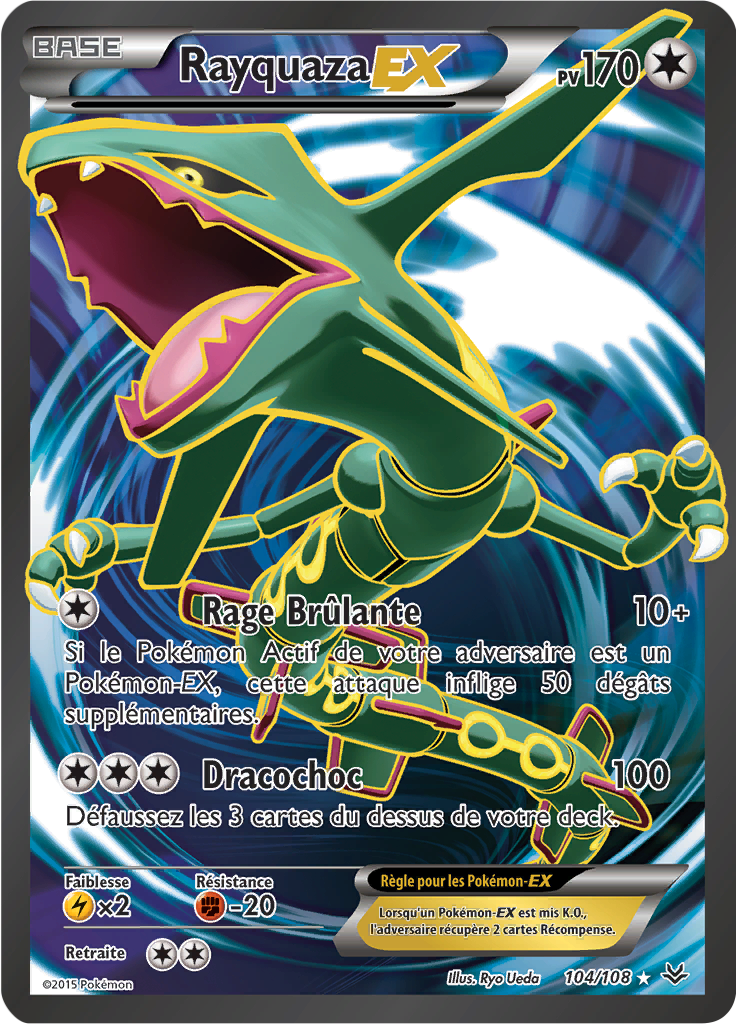 BASE
RayquazaEX
PV170
Rage Brûlante 10+
Si le Pokémon Actif de votre adversaire est un
Pokémon-EX, cette attaque inflige 50 dégâts
supplémentaires.
Dracochoc 100
Défaussez les 3 cartes du dessus de votre deck.
Faiblesse Résistance
×2 -20
Retraite
Règle pour les Pokémon-EX
Lorsqu'un Pokémon-EX est mis K.O.,
l'adversaire récupère 2 cartes Récompense.
©2015 Pokémon
Illus. Ryo Ueda
104/108